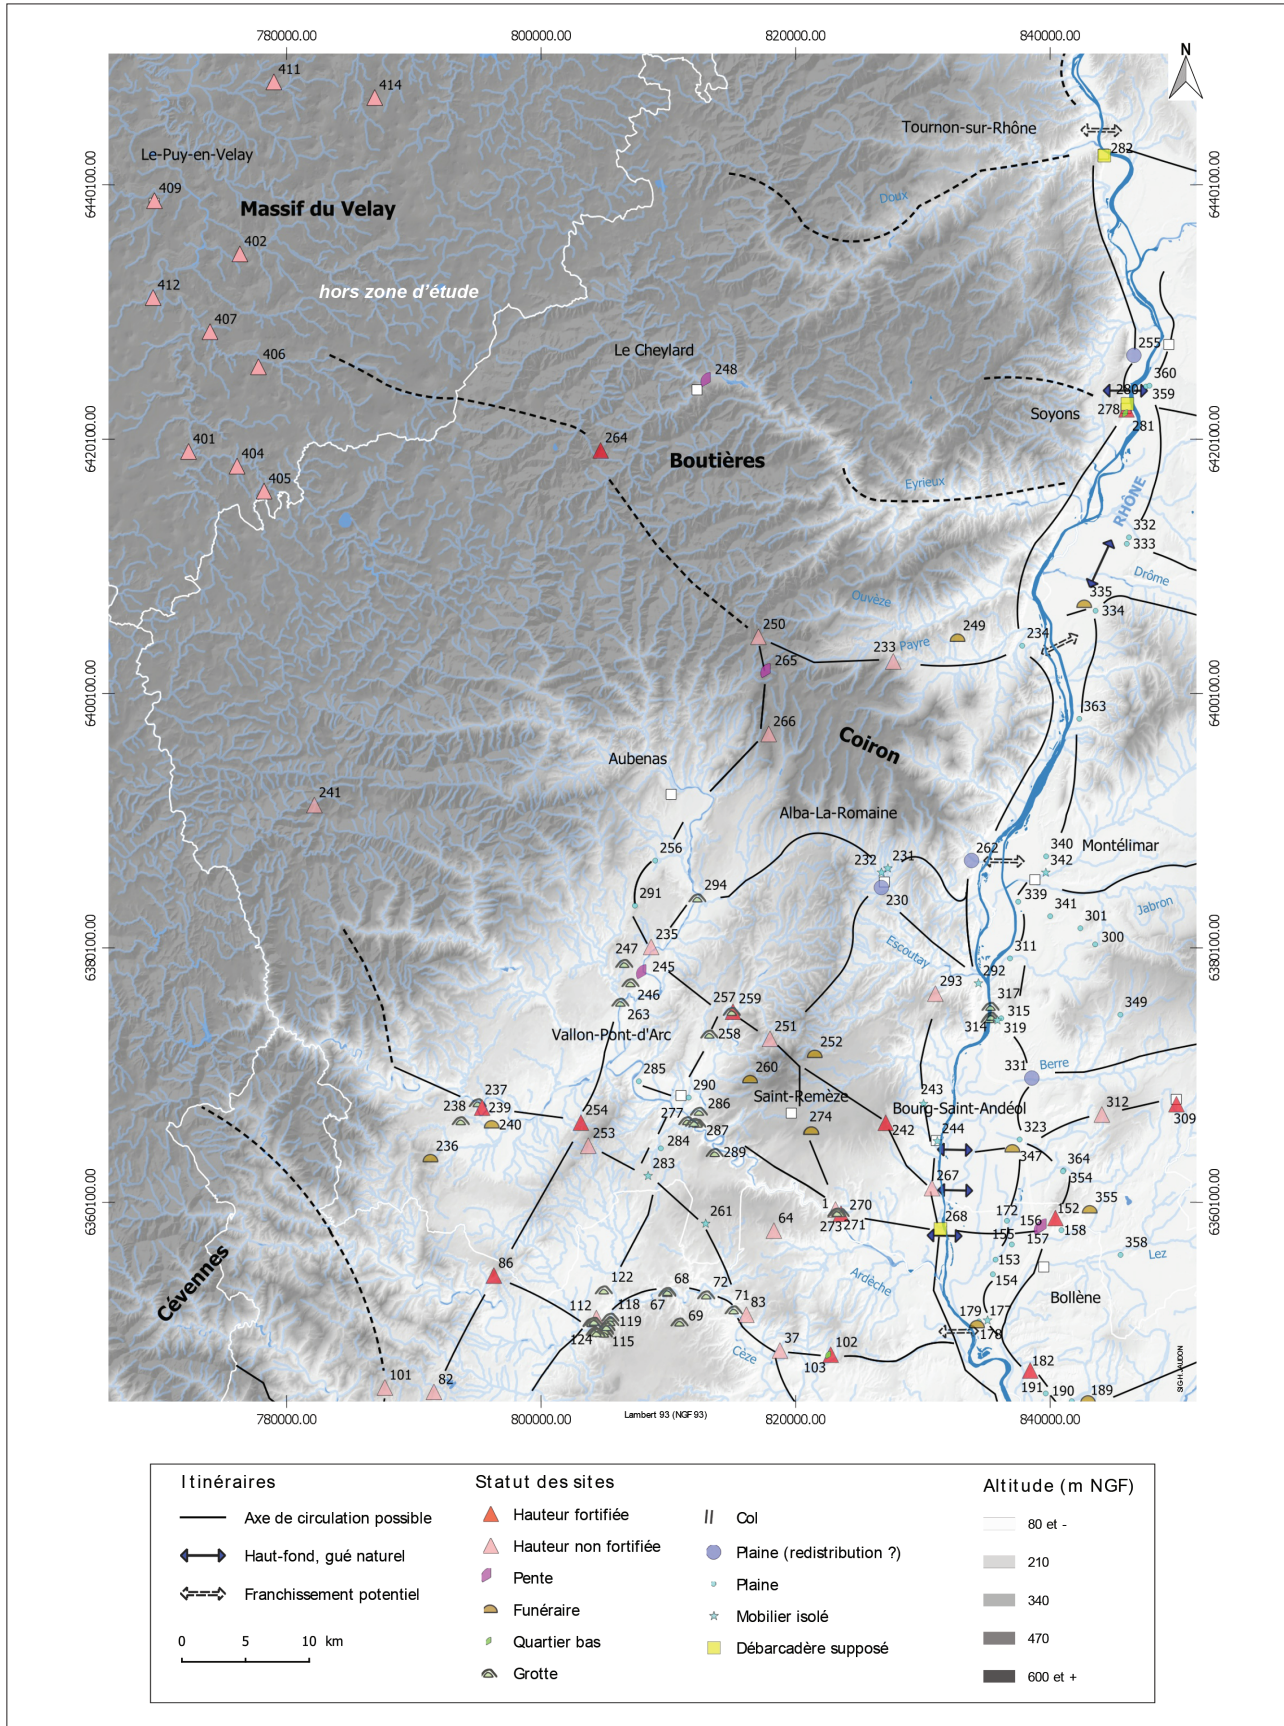 780000.00 800000.00 820000.00 840000.00
N
411
414
Tournon-sur-Rhône
282
Le-Puy-en-Velay
6440100.00
6440100.00
409
Doux
Massif du Velay
402
hors zone d'étude
412
407
Le Cheylard
255
406
248
360
280
359
Soyons
278
281
6420100.00
6420100.00
401
264
404
Boutières
405
Eyrieux
RHÔNE
332
333
Drôme
335
Ouvèze
334
250
249
234
Payre
233
265
6400100.00
6400100.00
363
266
Coiron
Aubenas
241
Alba-La-Romaine
262
340
Montélimar
256
232
231
342
294
291
230
339
341
Jabron
301
235
300
6380100.00
6380100.00
247
Escoutay
311
245
292
246
293
317
263
257
259
315
349
314
319
Vallon-Pont-d'Arc
258
251
252
331
Berre
285
260
290
237
Saint-Remèze
243
238
239
254
277
286
Bourg-Saint-Andéol
312
240
274
309
242
244
323
253
284
287
236
289
347
364
283
267
354
6360100.00
6360100.00
1
270
355
261
172
152
64
273
271
268
156
155
157
158
358
Lez
153
86
Ardèche
154
Cévennes
122
68
72
Bollène
67
71
112
118
83
179
177
119
69
178
124
115
Cèze
37
102
182
103
101
82
191
190
189
SIG H. JAUDON
780000.00 800000.00 820000.00 840000.00
Lambert 93 (NGF 93)
Itinéraires
Axe de circulation possible
Haut-fond, gué naturel
Franchissement potentiel
0 5 10 km
Statut des sites
Hauteur fortifiée
Hauteur non fortifiée
Pente
Funéraire
Quartier bas
Grotte
Col
Plaine (redistribution ?)
Plaine
Mobilier isolé
Débarcadère supposé
Altitude (m NGF)
80 et -
210
340
470
600 et +